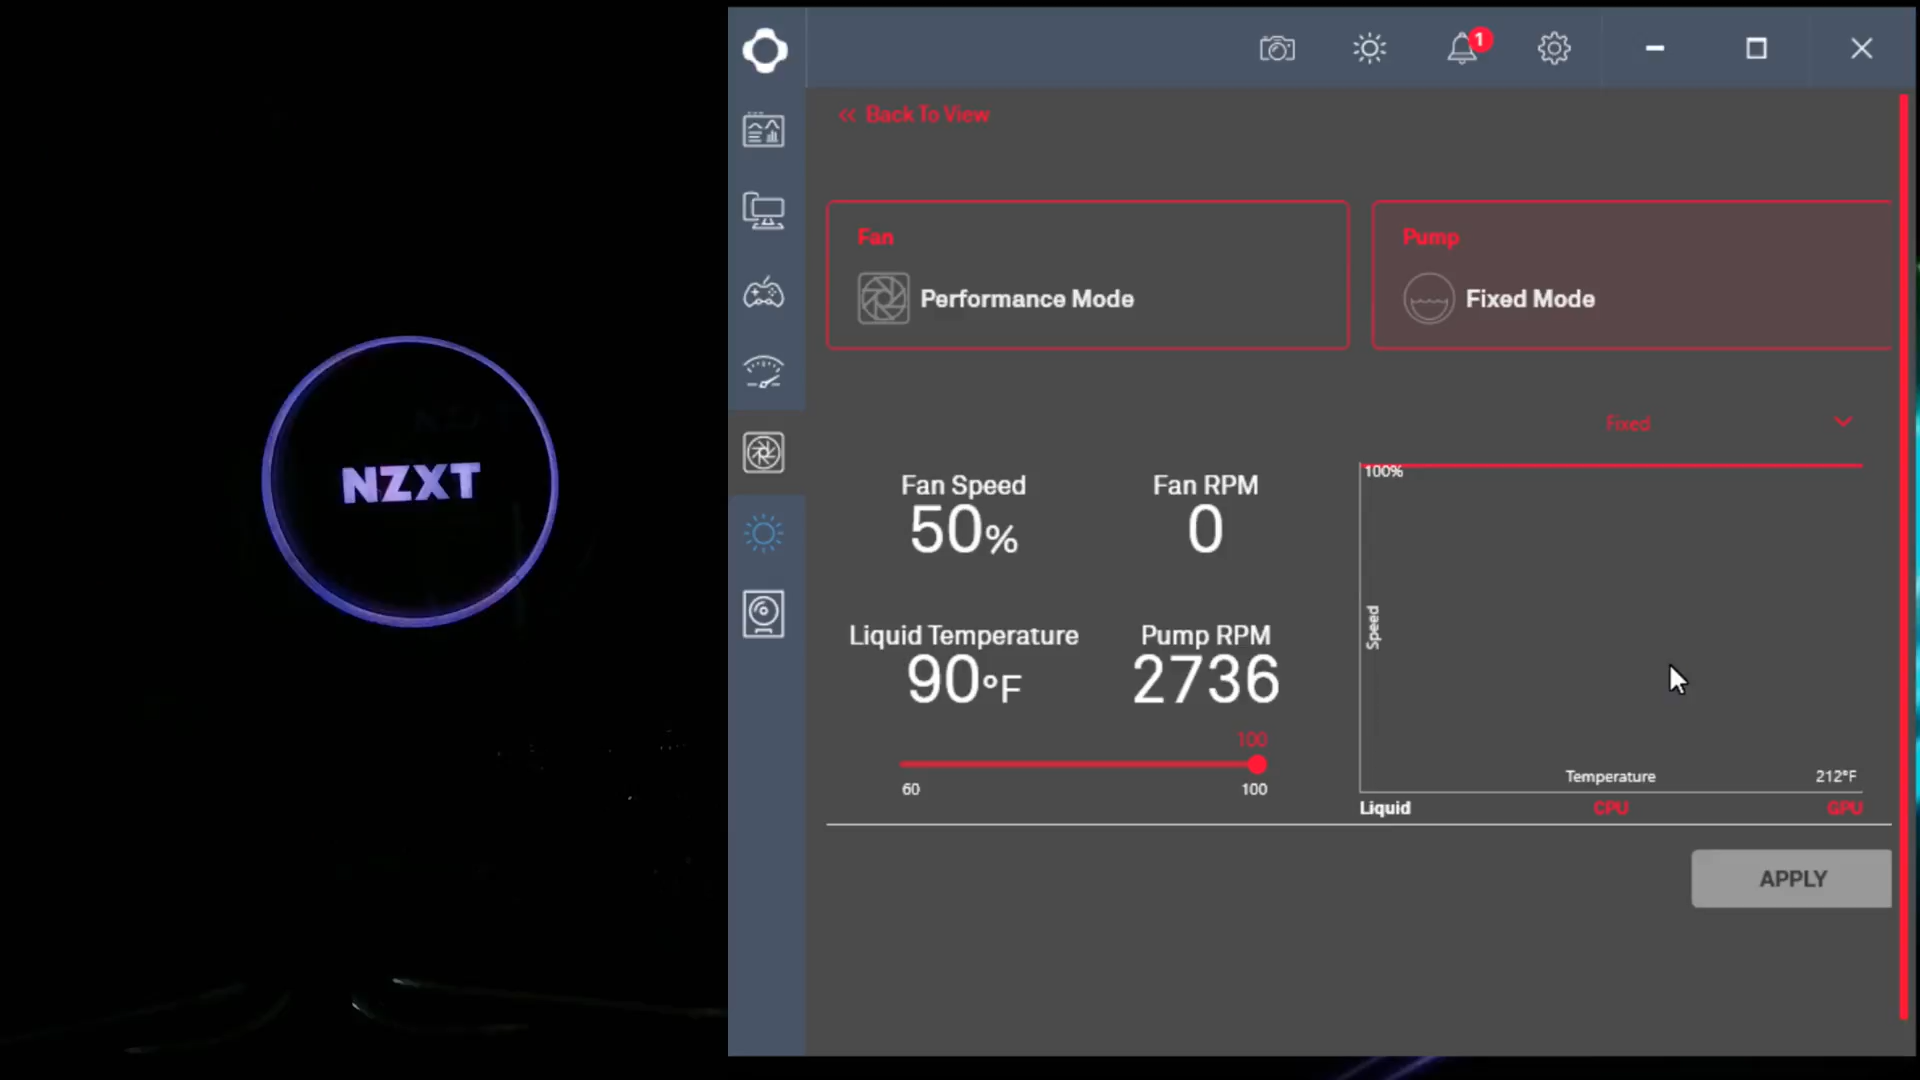 NZXT
1
<< Back To View
Fan
Performance Mode
Pump
Fixed Mode
Fixed
Fan Speed
50%
Fan RPM
0
Liquid Temperature
90°F
Pump RPM
2736
100
60
100
100%
Speed
Temperature
212°F
Liquid
CPU
GPU
APPLY